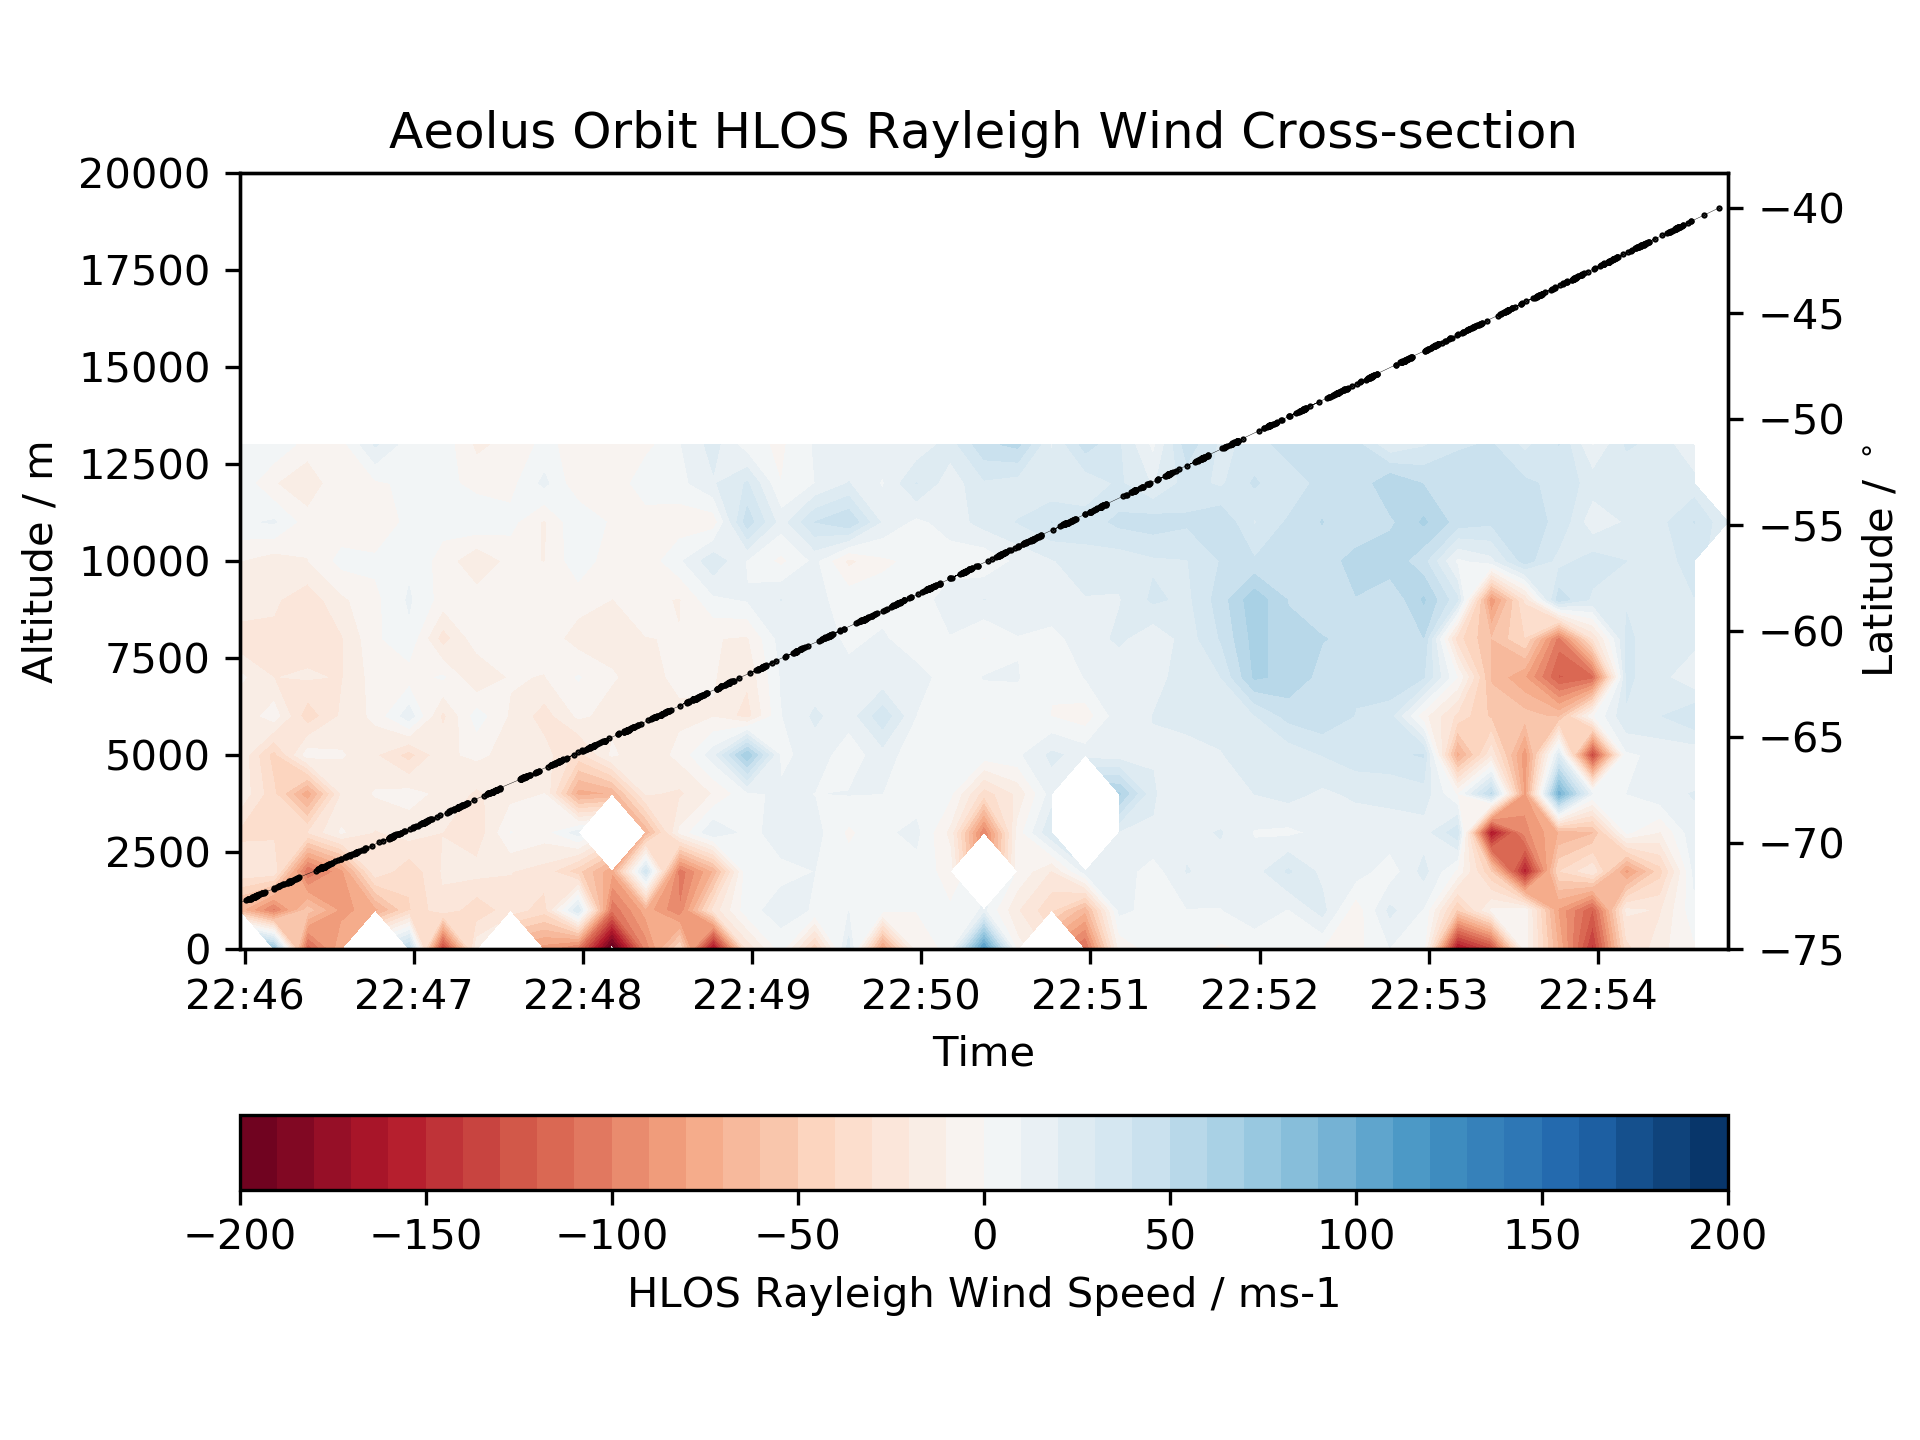 Aeolus Orbit HLOS Rayleigh Wind Cross-section
20000
17500
15000
12500
10000
7500
5000
2500
0
Altitude / m
−40
−45
−50
−55
−60
−65
−70
−75
Latitude / °
22:46 22:47 22:48 22:49 22:50 22:51 22:52 22:53 22:54
Time
−200 −150 −100 −50 0 50 100 150 200
HLOS Rayleigh Wind Speed / ms-1